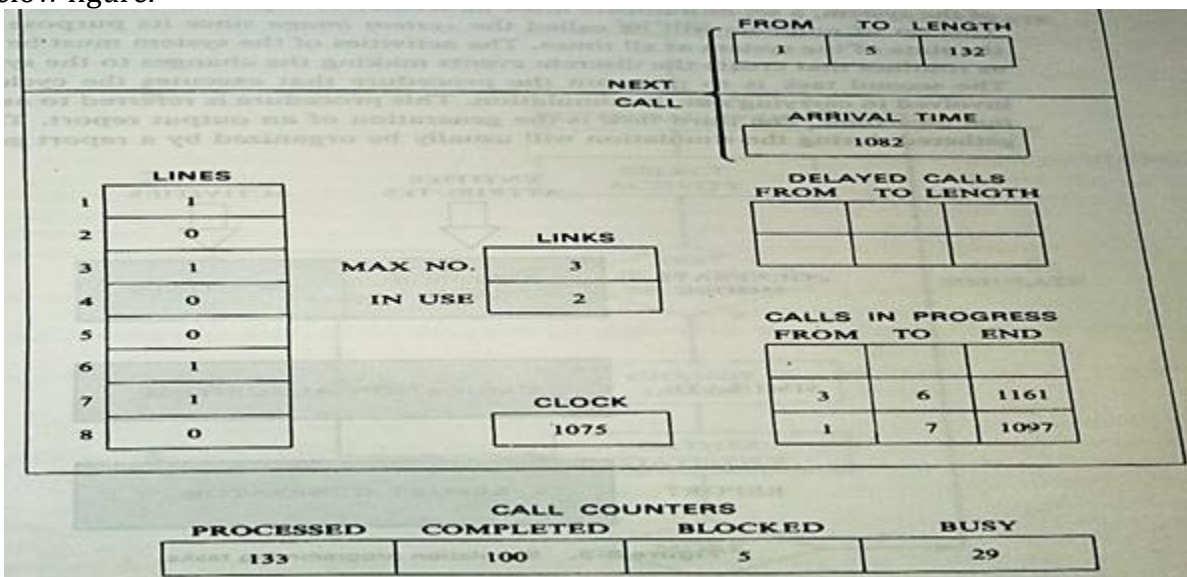 elow figure.
FROM TO LENGTH
1 5 132
NEXT
CALL
ARRIVAL TIME
1082
LINES
1 1
2 0
3 1
4 0
5 0
6 1
7 1
8 0
LINKS
MAX NO. 3
IN USE 2
CLOCK
1075
DELAYED CALLS
FROM TO LENGTH
CALLS IN PROGRESS
FROM TO END
3 6 1161
1 7 1097
CALL COUNTERS
PROCESSED COMPLETED BLOCKED BUSY
133 100 5 29